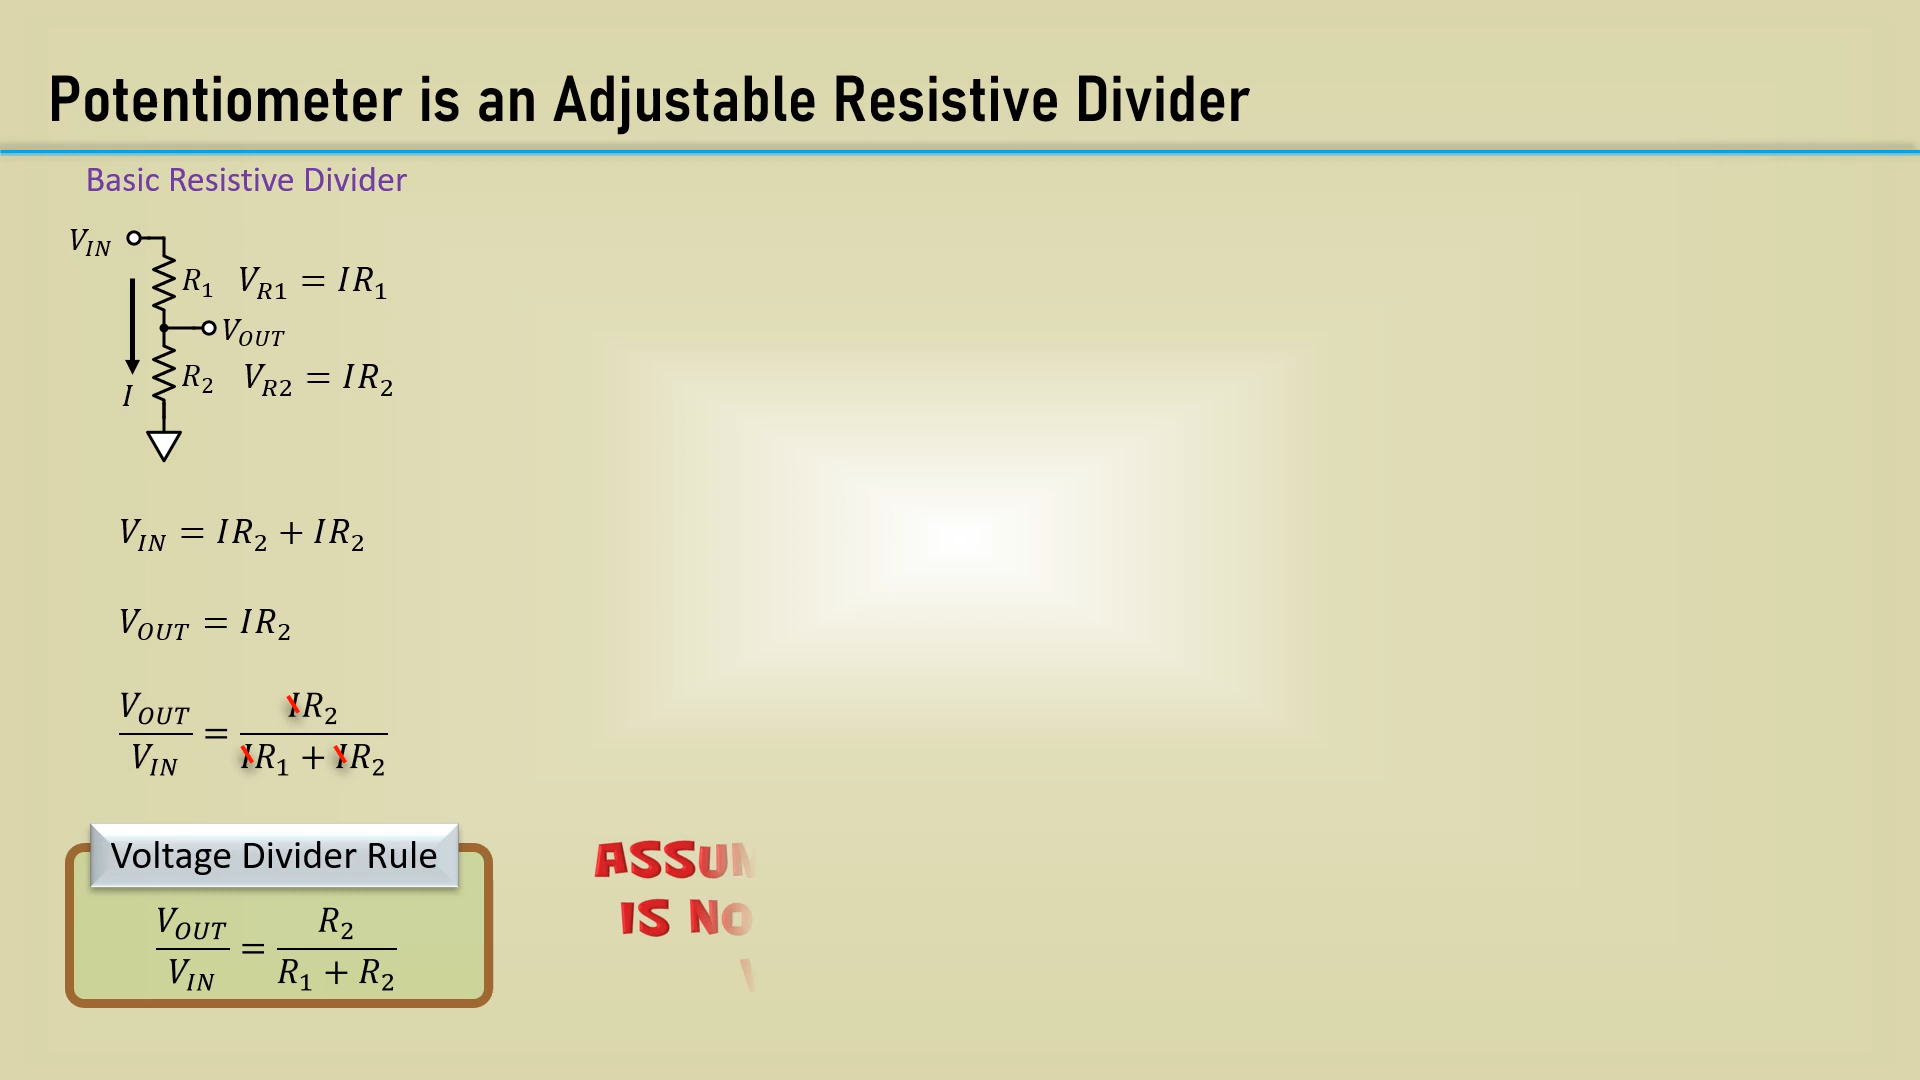 Potentiometer is an Adjustable Resistive Divider
Basic Resistive Divider
V_IN
R_1 V_R1 = IR_1
V_OUT
R_2 V_R2 = IR_2
I
V_IN = IR_2 + IR_2
V_OUT = IR_2
V_OUT/V_IN = IR_2/(IR_1 + IR_2)
Voltage Divider Rule
V_OUT/V_IN = R_2/(R_1 + R_2)
IS NO